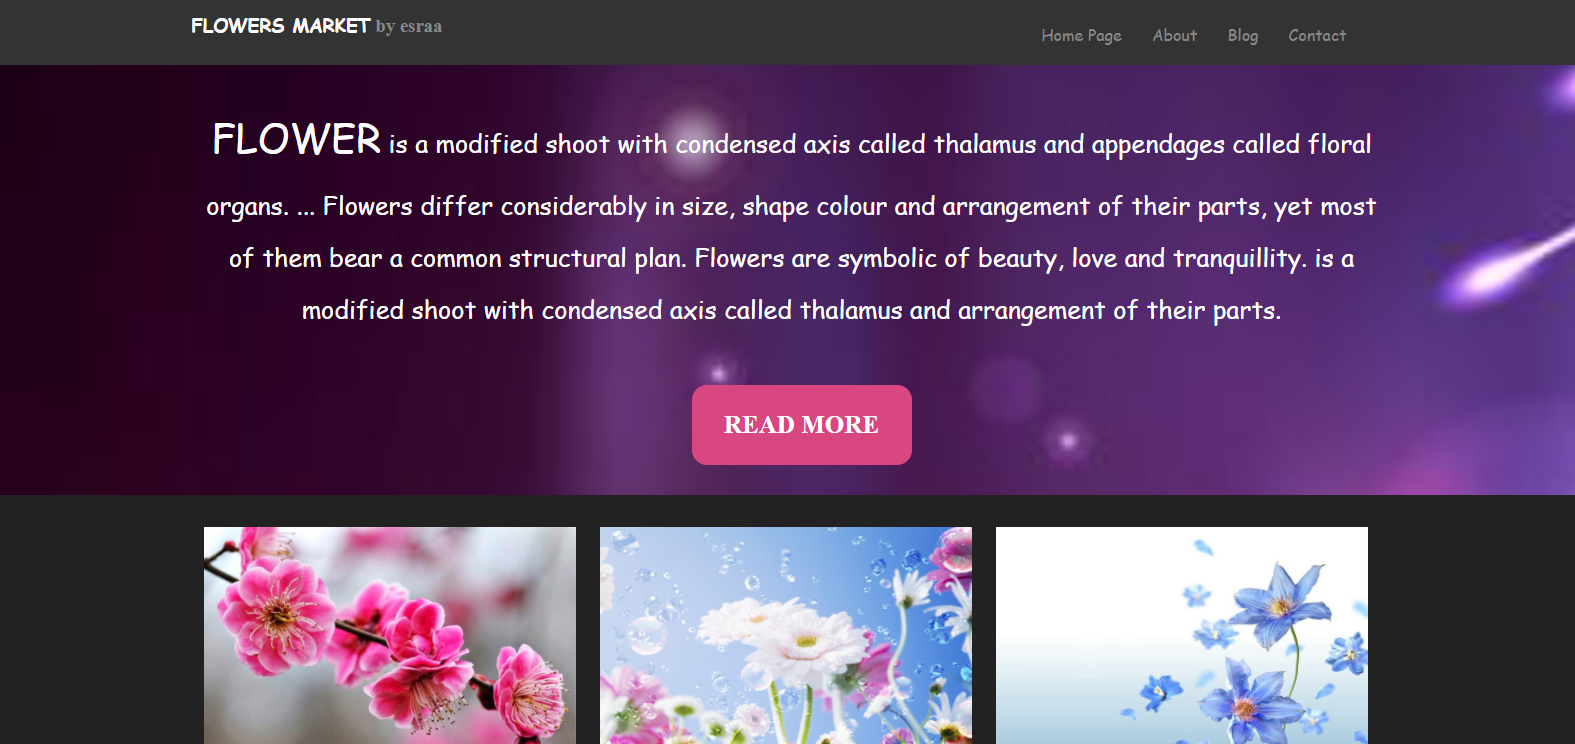 FLOWERS MARKET by esraa
Home Page About Blog Contact
FLOWER is a modified shoot with condensed axis called thalamus and appendages called floral
organs. ... Flowers differ considerably in size, shape colour and arrangement of their parts, yet most
of them bear a common structural plan. Flowers are symbolic of beauty, love and tranquillity. is a
modified shoot with condensed axis called thalamus and arrangement of their parts.
READ MORE